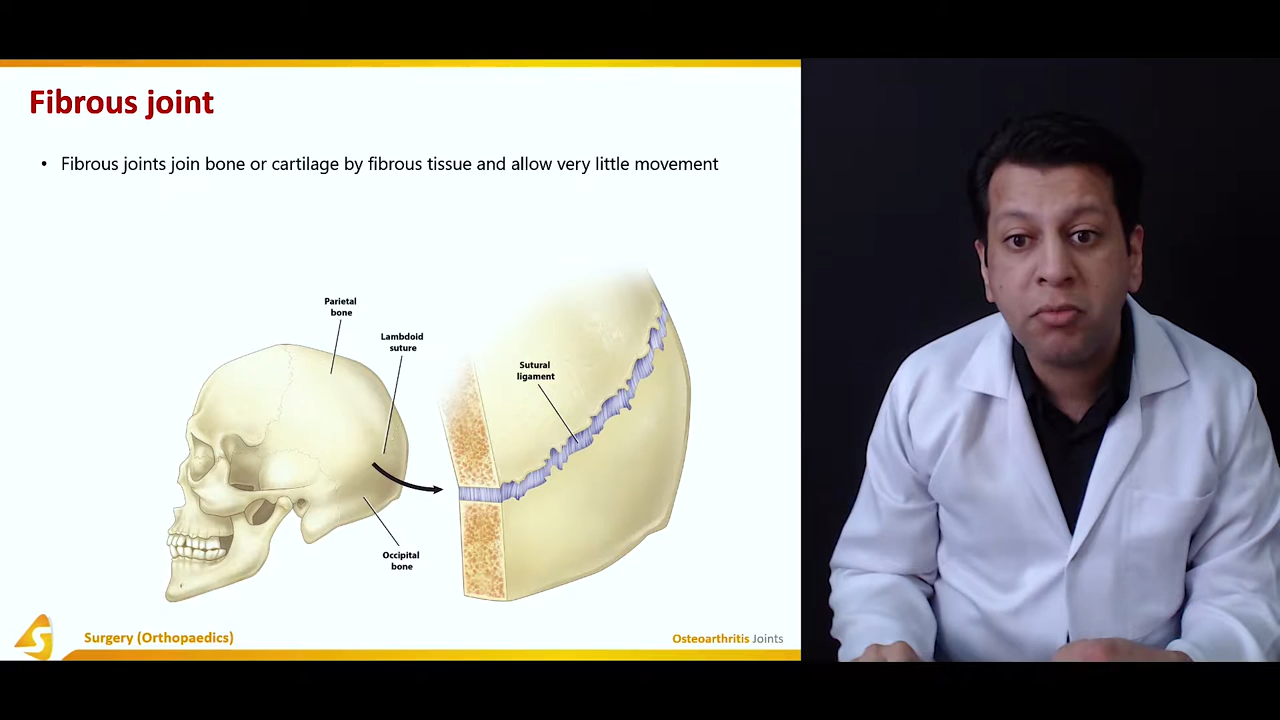 Fibrous joint
• Fibrous joints join bone or cartilage by fibrous tissue and allow very little movement
Parietal
bone
Lambdoid
suture
Sutural
ligament
Occipital
bone
Surgery (Orthopaedics)
Osteoarthritis Joints